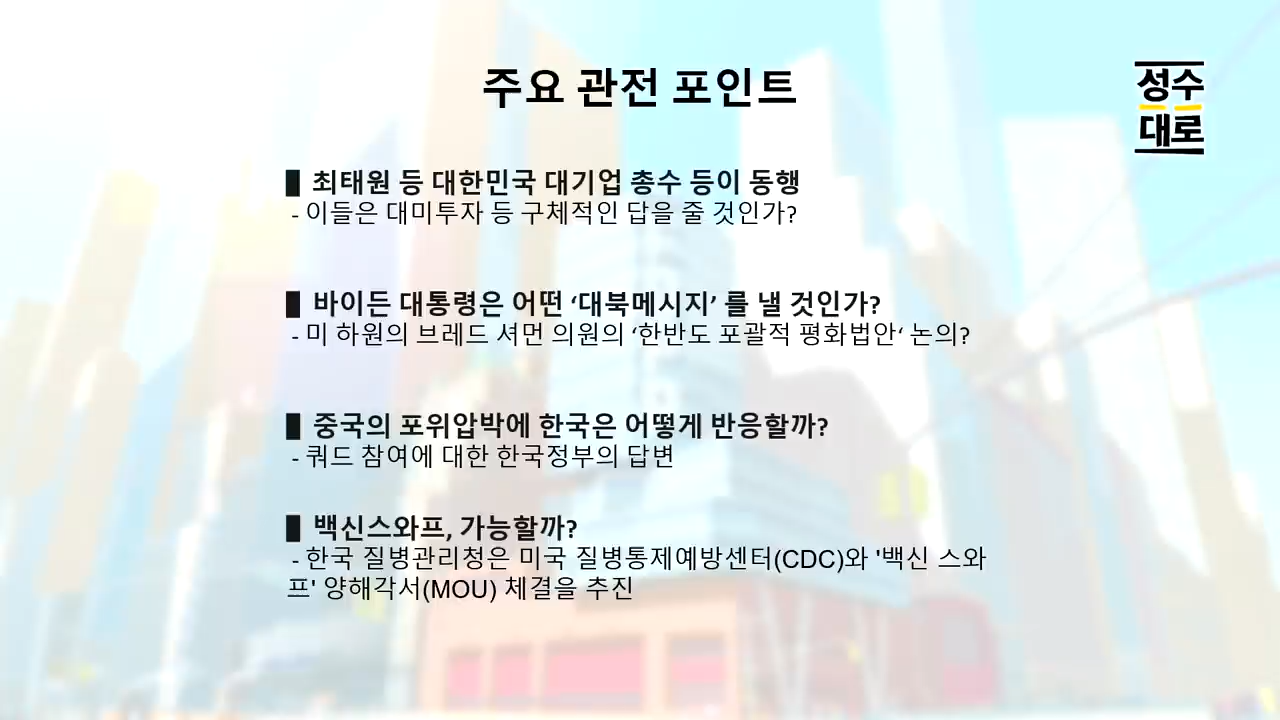 주요 관전 포인트
성수
대로
▮ 최태원 등 대한민국 대기업 총수 등이 동행
- 이들은 대미투자 등 구체적인 답을 줄 것인가?
▮ 바이든 대통령은 어떤 ‘대북메시지’ 를 낼 것인가?
- 미 하원의 브레드 셔먼 의원의 ‘한반도 포괄적 평화법안‘ 논의?
▮ 중국의 포위압박에 한국은 어떻게 반응할까?
- 쿼드 참여에 대한 한국정부의 답변
▮ 백신스와프, 가능할까?
- 한국 질병관리청은 미국 질병통제예방센터(CDC)와 '백신 스와
프' 양해각서(MOU) 체결을 추진